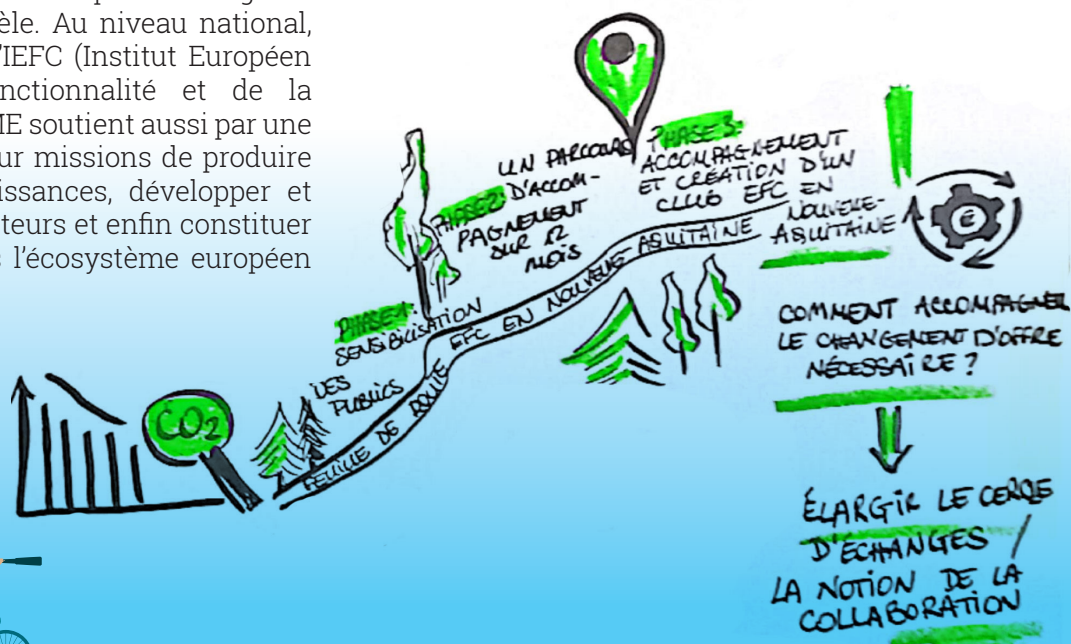 èle. Au niveau national,
'IEFC (Institut Européen
nctionnalité et de la
ME soutient aussi par une
ur missions de produire
issances, développer et
teurs et enfin constituer
l'écosystème européen
PHASE 1:
SENSIBILISATION
DES
PUBLICS
PHASE 2:
UN PARCOURS
D'ACCOM-
PAGNEMENT
SUR 12
MOIS
PHASE 3:
ACCOMPAGNEMENT
ET CRÉATION D'UN
CLUB EFC EN
NOUVELLE-
AQUITAINE
FEUILLE DE ROUTE EFC EN NOUVELLE AQUITAINE
CO2
€
COMMENT ACCOMPAGNER
LE CHANGEMENT D'OFFRE
NÉCESSAIRE ?
ÉLARGIR LE CERCLE
D'ÉCHANGES /
LA NOTION DE LA
COLLABORATION